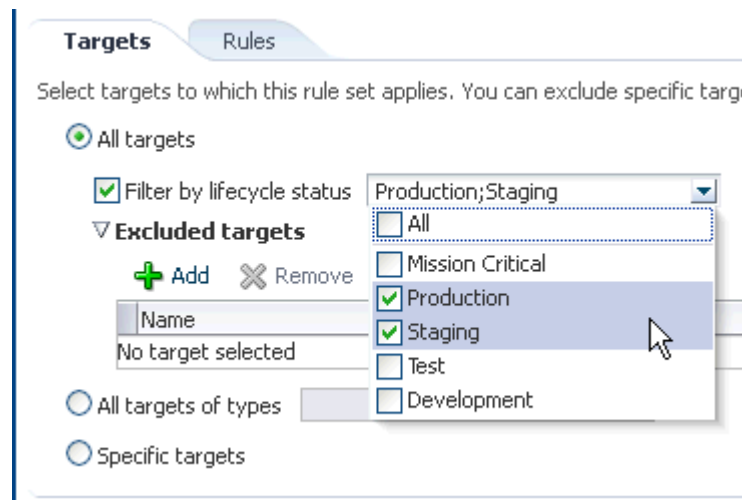 Targets Rules
Select targets to which this rule set applies. You can exclude specific targ
All targets
Filter by lifecycle status Production;Staging
All
Excluded targets
Mission Critical
Add Remove
Production
Name
Staging
No target selected
Test
All targets of types
Development
Specific targets